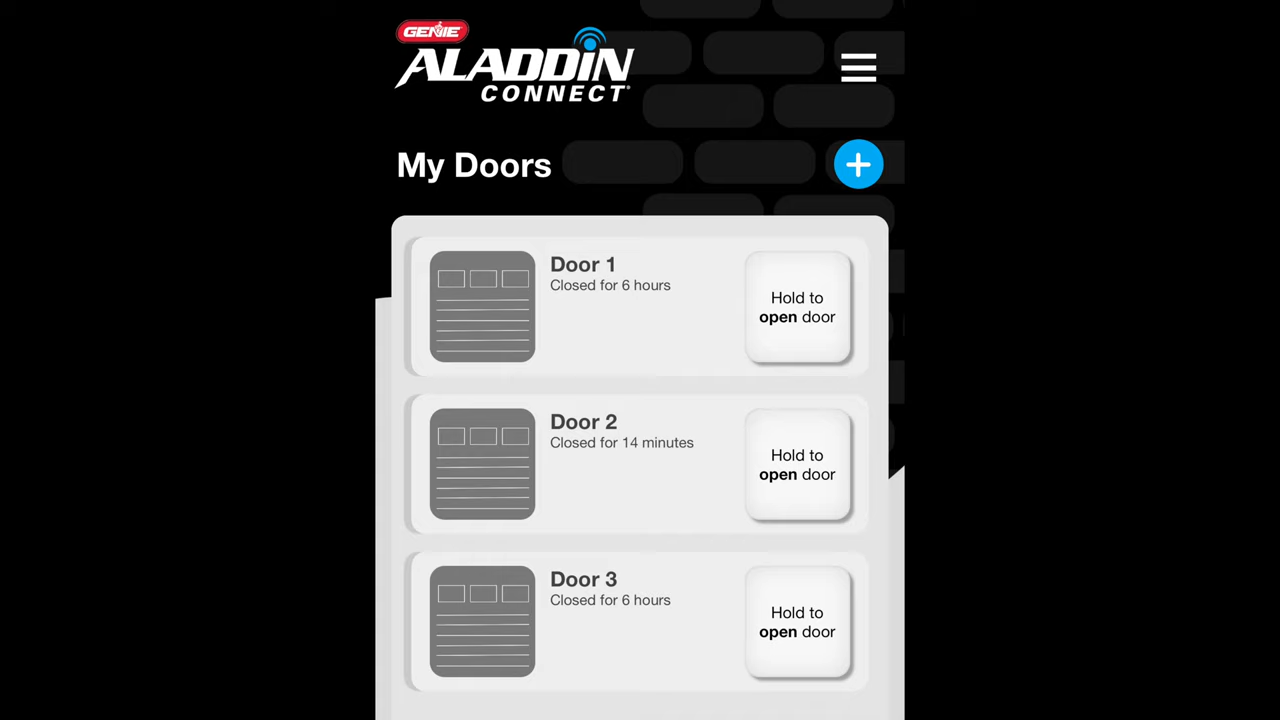 GENIE
ALADDIN
CONNECT
My Doors
Door 1
Closed for 6 hours
Hold to
open door
Door 2
Closed for 14 minutes
Hold to
open door
Door 3
Closed for 6 hours
Hold to
open door